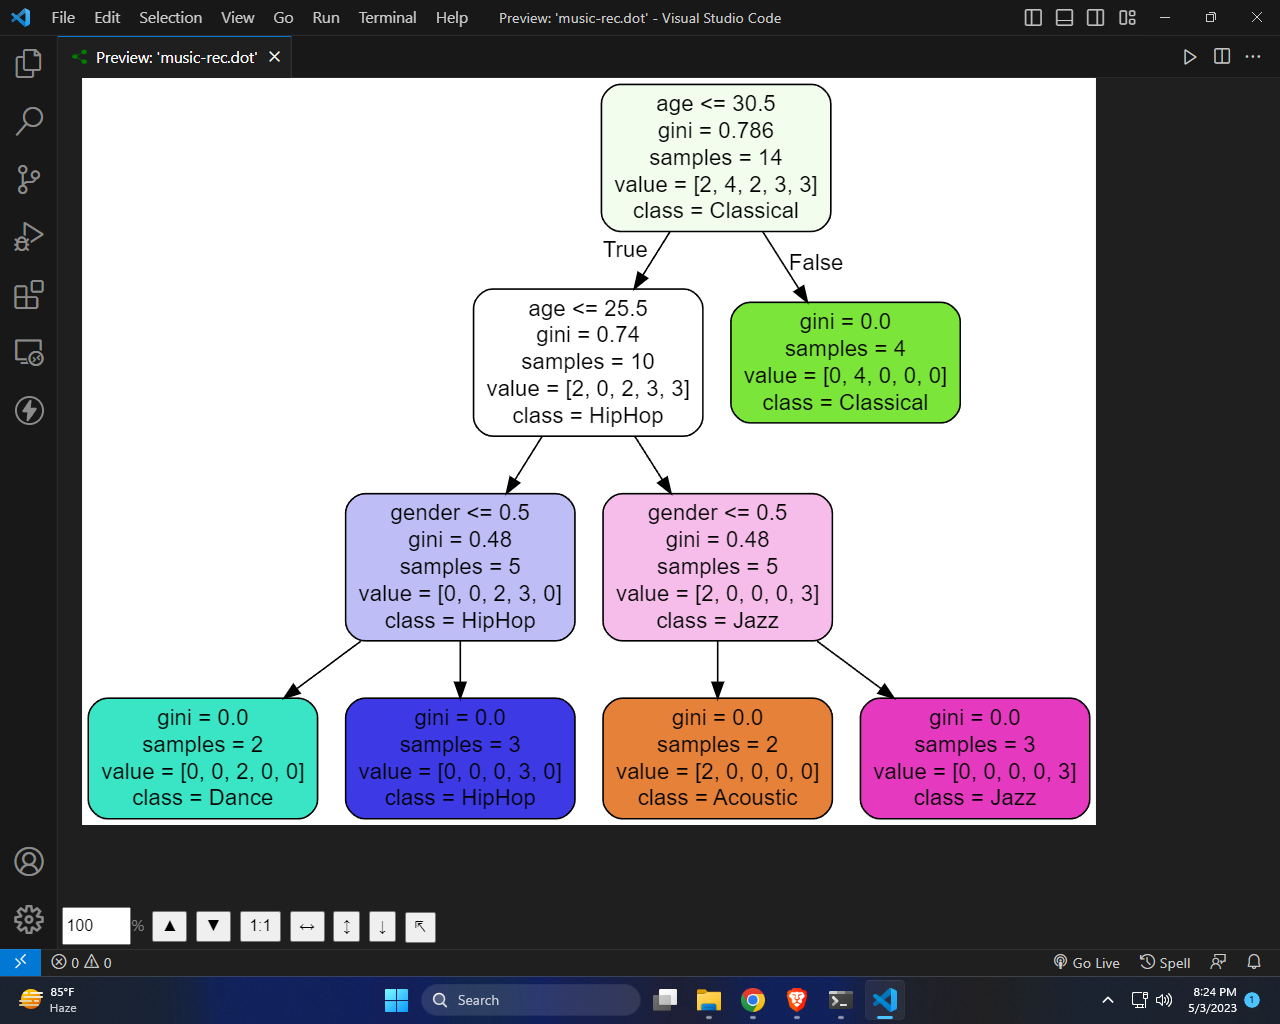 File Edit Selection View Go Run Terminal Help Preview: 'music-rec.dot' - Visual Studio Code
Preview: 'music-rec.dot'
age <= 30.5
gini = 0.786
samples = 14
value = [2, 4, 2, 3, 3]
class = Classical
True
False
age <= 25.5
gini = 0.74
samples = 10
value = [2, 0, 2, 3, 3]
class = HipHop
gini = 0.0
samples = 4
value = [0, 4, 0, 0, 0]
class = Classical
gender <= 0.5
gini = 0.48
samples = 5
value = [0, 0, 2, 3, 0]
class = HipHop
gender <= 0.5
gini = 0.48
samples = 5
value = [2, 0, 0, 0, 3]
class = Jazz
gini = 0.0
samples = 2
value = [0, 0, 2, 0, 0]
class = Dance
gini = 0.0
samples = 3
value = [0, 0, 0, 3, 0]
class = HipHop
gini = 0.0
samples = 2
value = [2, 0, 0, 0, 0]
class = Acoustic
gini = 0.0
samples = 3
value = [0, 0, 0, 0, 3]
class = Jazz
100 % ▲ ▼ 1:1 ↔ ↕ ↓ ↖
0 0 Go Live Spell
85°F
Haze
Search
8:24 PM
5/3/2023
1